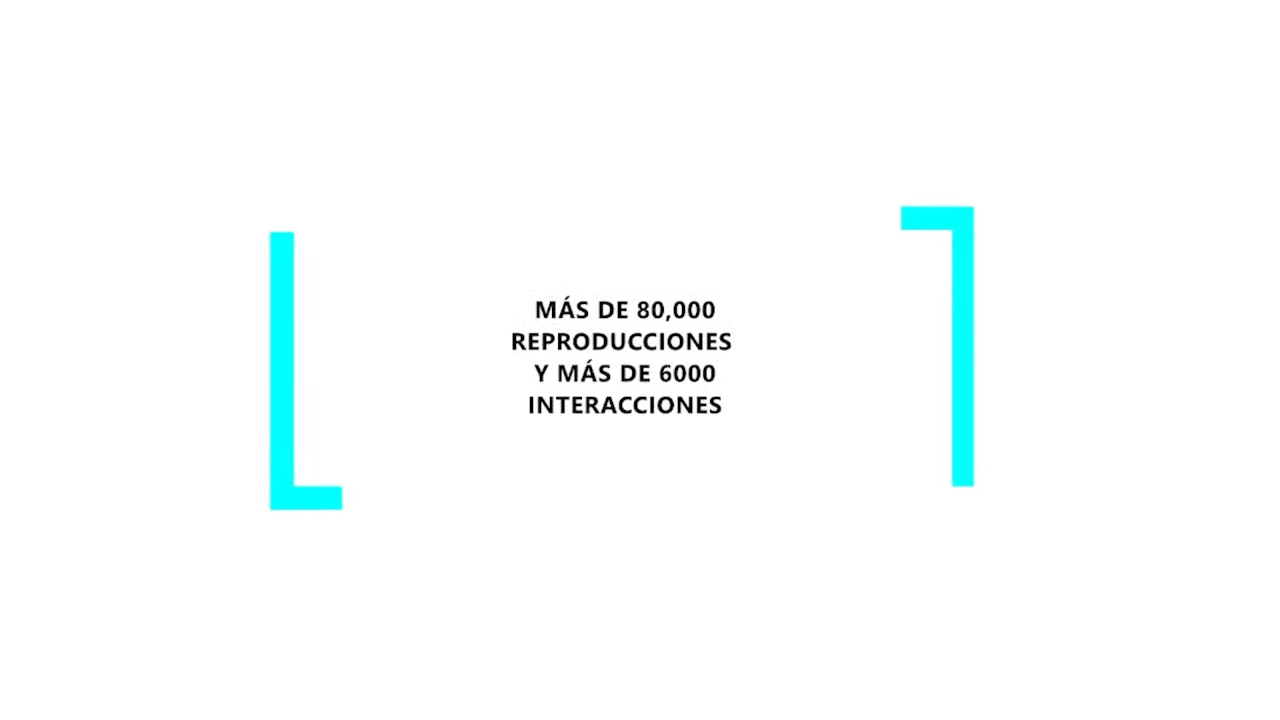 MÁS DE 80,000
REPRODUCCIONES
Y MÁS DE 6000
INTERACCIONES